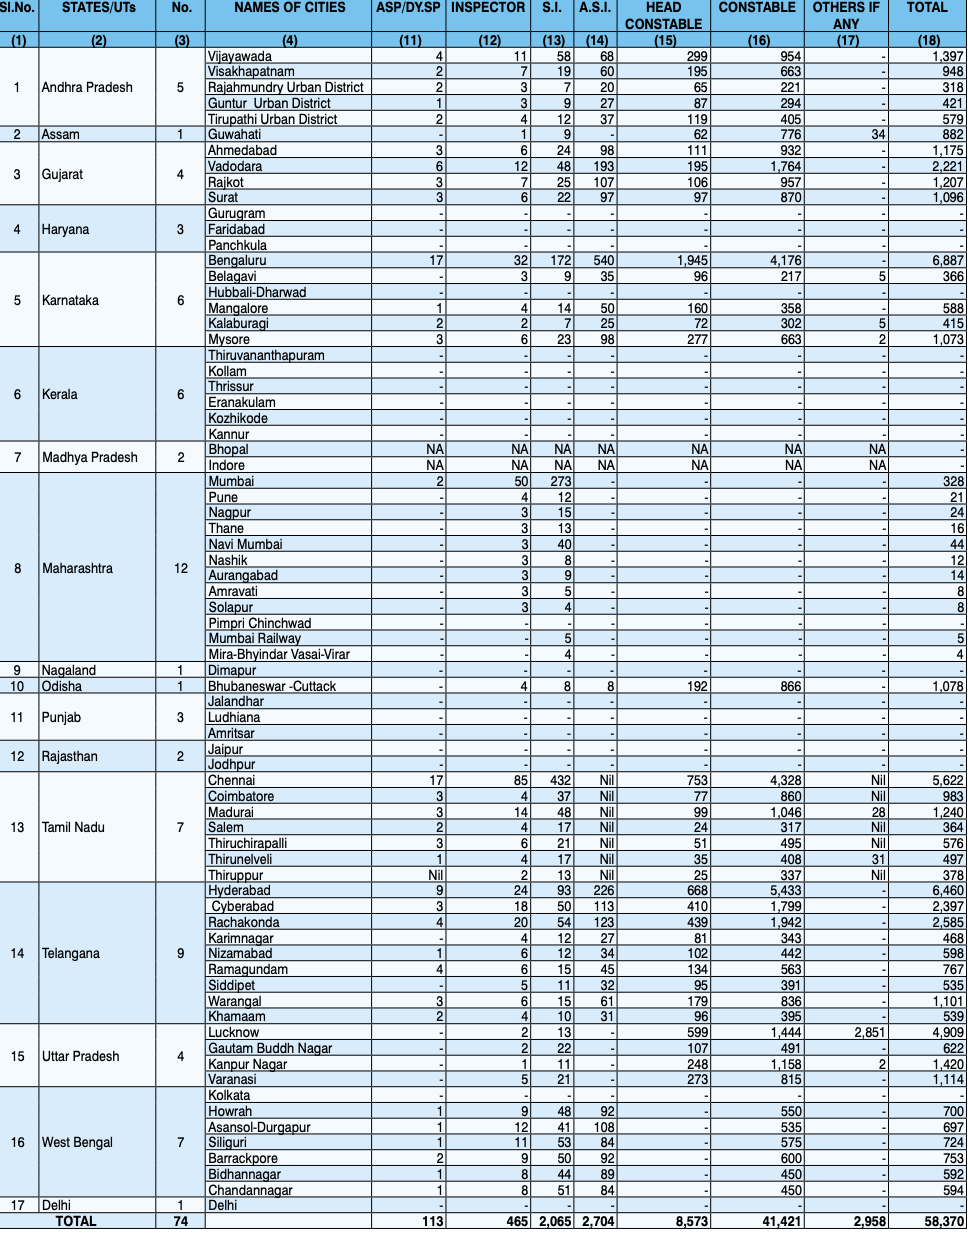 Sl.No. STATES/UTs No. NAMES OF CITIES ASP/DY.SP INSPECTOR S.I. A.S.I. HEAD CONSTABLE CONSTABLE OTHERS IF ANY TOTAL
(1) (2) (3) (4) (11) (12) (13) (14) (15) (16) (17) (18)
1 Andhra Pradesh 5 Vijayawada 4 11 58 68 299 954 - 1,397
Visakhapatnam 2 7 19 60 195 663 - 948
Rajahmundry Urban District 2 3 7 20 65 221 - 318
Guntur Urban District 1 3 9 27 87 294 - 421
Tirupathi Urban District 2 4 12 37 119 405 - 579
2 Assam 1 Guwahati - 1 9 - 62 776 34 882
3 Gujarat 4 Ahmedabad 3 6 24 98 111 932 - 1,175
Vadodara 6 12 48 193 195 1,764 - 2,221
Rajkot 3 7 25 107 106 957 - 1,207
Surat 3 6 22 97 97 870 - 1,096
4 Haryana 3 Gurugram - - - - - - - -
Faridabad - - - - - - - -
Panchkula - - - - - - - -
5 Karnataka 6 Bengaluru 17 32 172 540 1,945 4,176 - 6,887
Belagavi - 3 9 35 96 217 5 366
Hubbali-Dharwad - - - - - - - -
Mangalore 1 4 14 50 160 358 - 588
Kalaburagi 2 2 7 25 72 302 5 415
Mysore 3 6 23 98 277 663 2 1,073
6 Kerala 6 Thiruvananthapuram - - - - - - - -
Kollam - - - - - - - -
Thrissur - - - - - - - -
Eranakulam - - - - - - - -
Kozhikode - - - - - - - -
Kannur - - - - - - - -
7 Madhya Pradesh 2 Bhopal NA NA NA NA NA NA NA -
Indore NA NA NA NA NA NA NA -
8 Maharashtra 12 Mumbai 2 50 273 - - - - 328
Pune - 4 12 - - - - 21
Nagpur - 3 15 - - - - 24
Thane - 3 13 - - - - 16
Navi Mumbai - 3 40 - - - - 44
Nashik - 3 8 - - - - 12
Aurangabad - 3 9 - - - - 14
Amravati - 3 5 - - - - 8
Solapur - 3 4 - - - - 8
Pimpri Chinchwad - - - - - - - -
Mumbai Railway - - 5 - - - - 5
Mira-Bhyindar Vasai-Virar - - 4 - - - - 4
9 Nagaland 1 Dimapur - - - - - - - -
10 Odisha 1 Bhubaneswar -Cuttack - 4 8 8 192 866 - 1,078
11 Punjab 3 Jalandhar - - - - - - - -
Ludhiana - - - - - - - -
Amritsar - - - - - - - -
12 Rajasthan 2 Jaipur - - - - - - - -
Jodhpur - - - - - - - -
13 Tamil Nadu 7 Chennai 17 85 432 Nil 753 4,328 Nil 5,622
Coimbatore 3 4 37 Nil 77 860 Nil 983
Madurai 3 14 48 Nil 99 1,046 28 1,240
Salem 2 4 17 Nil 24 317 Nil 364
Thiruchirapalli 3 6 21 Nil 51 495 Nil 576
Thirunelveli 1 4 17 Nil 35 408 31 497
Thiruppur Nil 2 13 Nil 25 337 Nil 378
14 Telangana 9 Hyderabad 9 24 93 226 668 5,433 - 6,460
Cyberabad 3 18 50 113 410 1,799 - 2,397
Rachakonda 4 20 54 123 439 1,942 - 2,585
Karimnagar - 4 12 27 81 343 - 468
Nizamabad 1 6 12 34 102 442 - 598
Ramagundam 4 6 15 45 134 563 - 767
Siddipet - 5 11 32 95 391 - 535
Warangal 3 6 15 61 179 836 - 1,101
Khamaam 2 4 10 31 96 395 - 539
15 Uttar Pradesh 4 Lucknow - 2 13 - 599 1,444 2,851 4,909
Gautam Buddh Nagar - 2 22 - 107 491 - 622
Kanpur Nagar - 1 11 - 248 1,158 2 1,420
Varanasi - 5 21 - 273 815 - 1,114
16 West Bengal 7 Kolkata - - - - - - - -
Howrah 1 9 48 92 - 550 - 700
Asansol-Durgapur 1 12 41 108 - 535 - 697
Siliguri 1 11 53 84 - 575 - 724
Barrackpore 2 9 50 92 - 600 - 753
Bidhannagar 1 8 44 89 - 450 - 592
Chandannagar 1 8 51 84 - 450 - 594
17 Delhi 1 Delhi - - - - - - - -
TOTAL 74 113 465 2,065 2,704 8,573 41,421 2,958 58,370